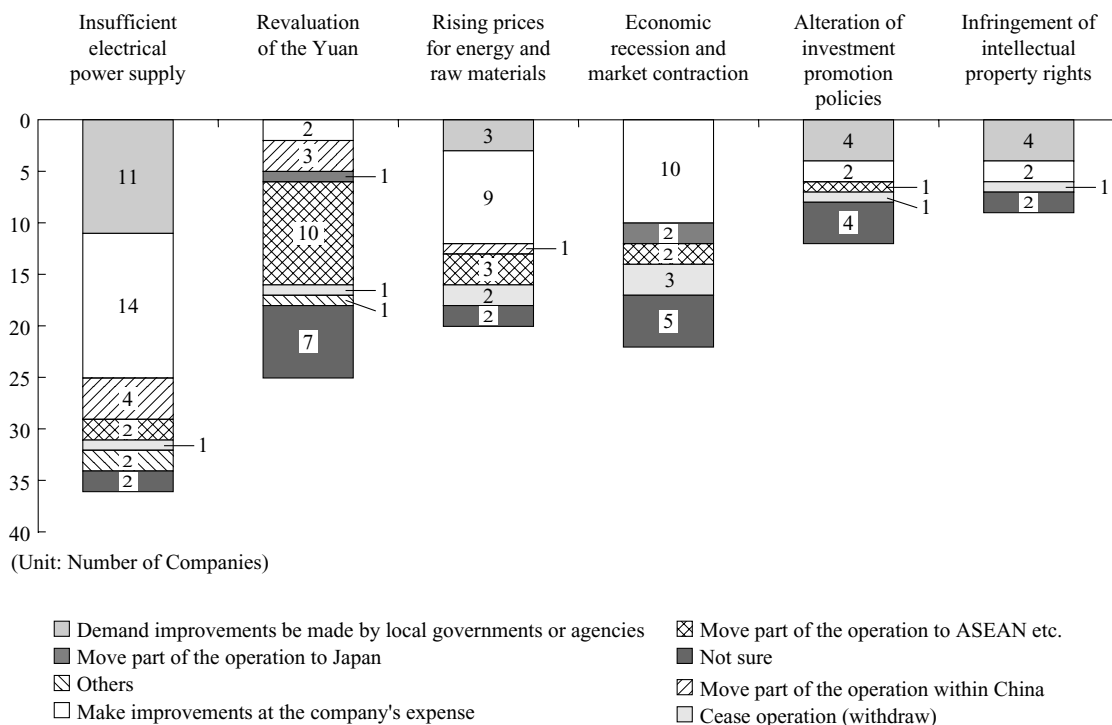 Insufficient
electrical
power supply
Revaluation
of the Yuan
Rising prices
for energy and
raw materials
Economic
recession and
market contraction
Alteration of
investment
promotion
policies
Infringement of
intellectual
property rights
0
5
10
15
20
25
30
35
40
11
14
4
2
1
2
2
2
3
1
10
1
1
7
3
9
1
3
2
2
10
2
2
3
5
4
2
1
1
4
4
2
1
2
(Unit: Number of Companies)
Demand improvements be made by local governments or agencies
Move part of the operation to Japan
Others
Make improvements at the company's expense
Move part of the operation to ASEAN etc.
Not sure
Move part of the operation within China
Cease operation (withdraw)